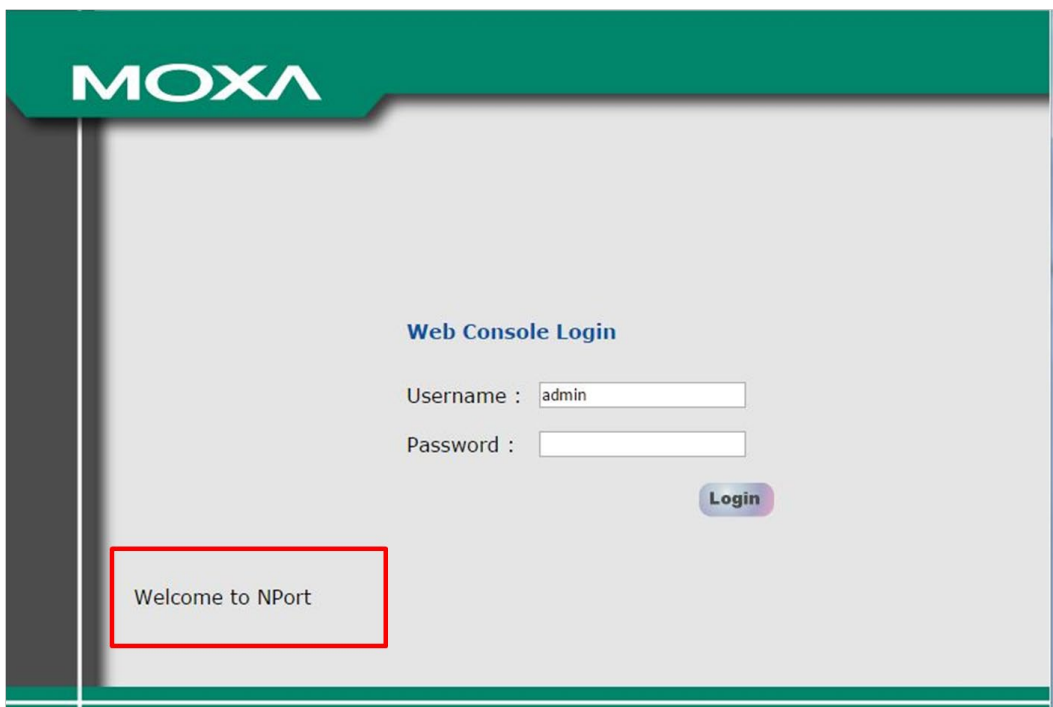 MOXA
Web Console Login
Username : admin
Password :
Login
Welcome to NPort